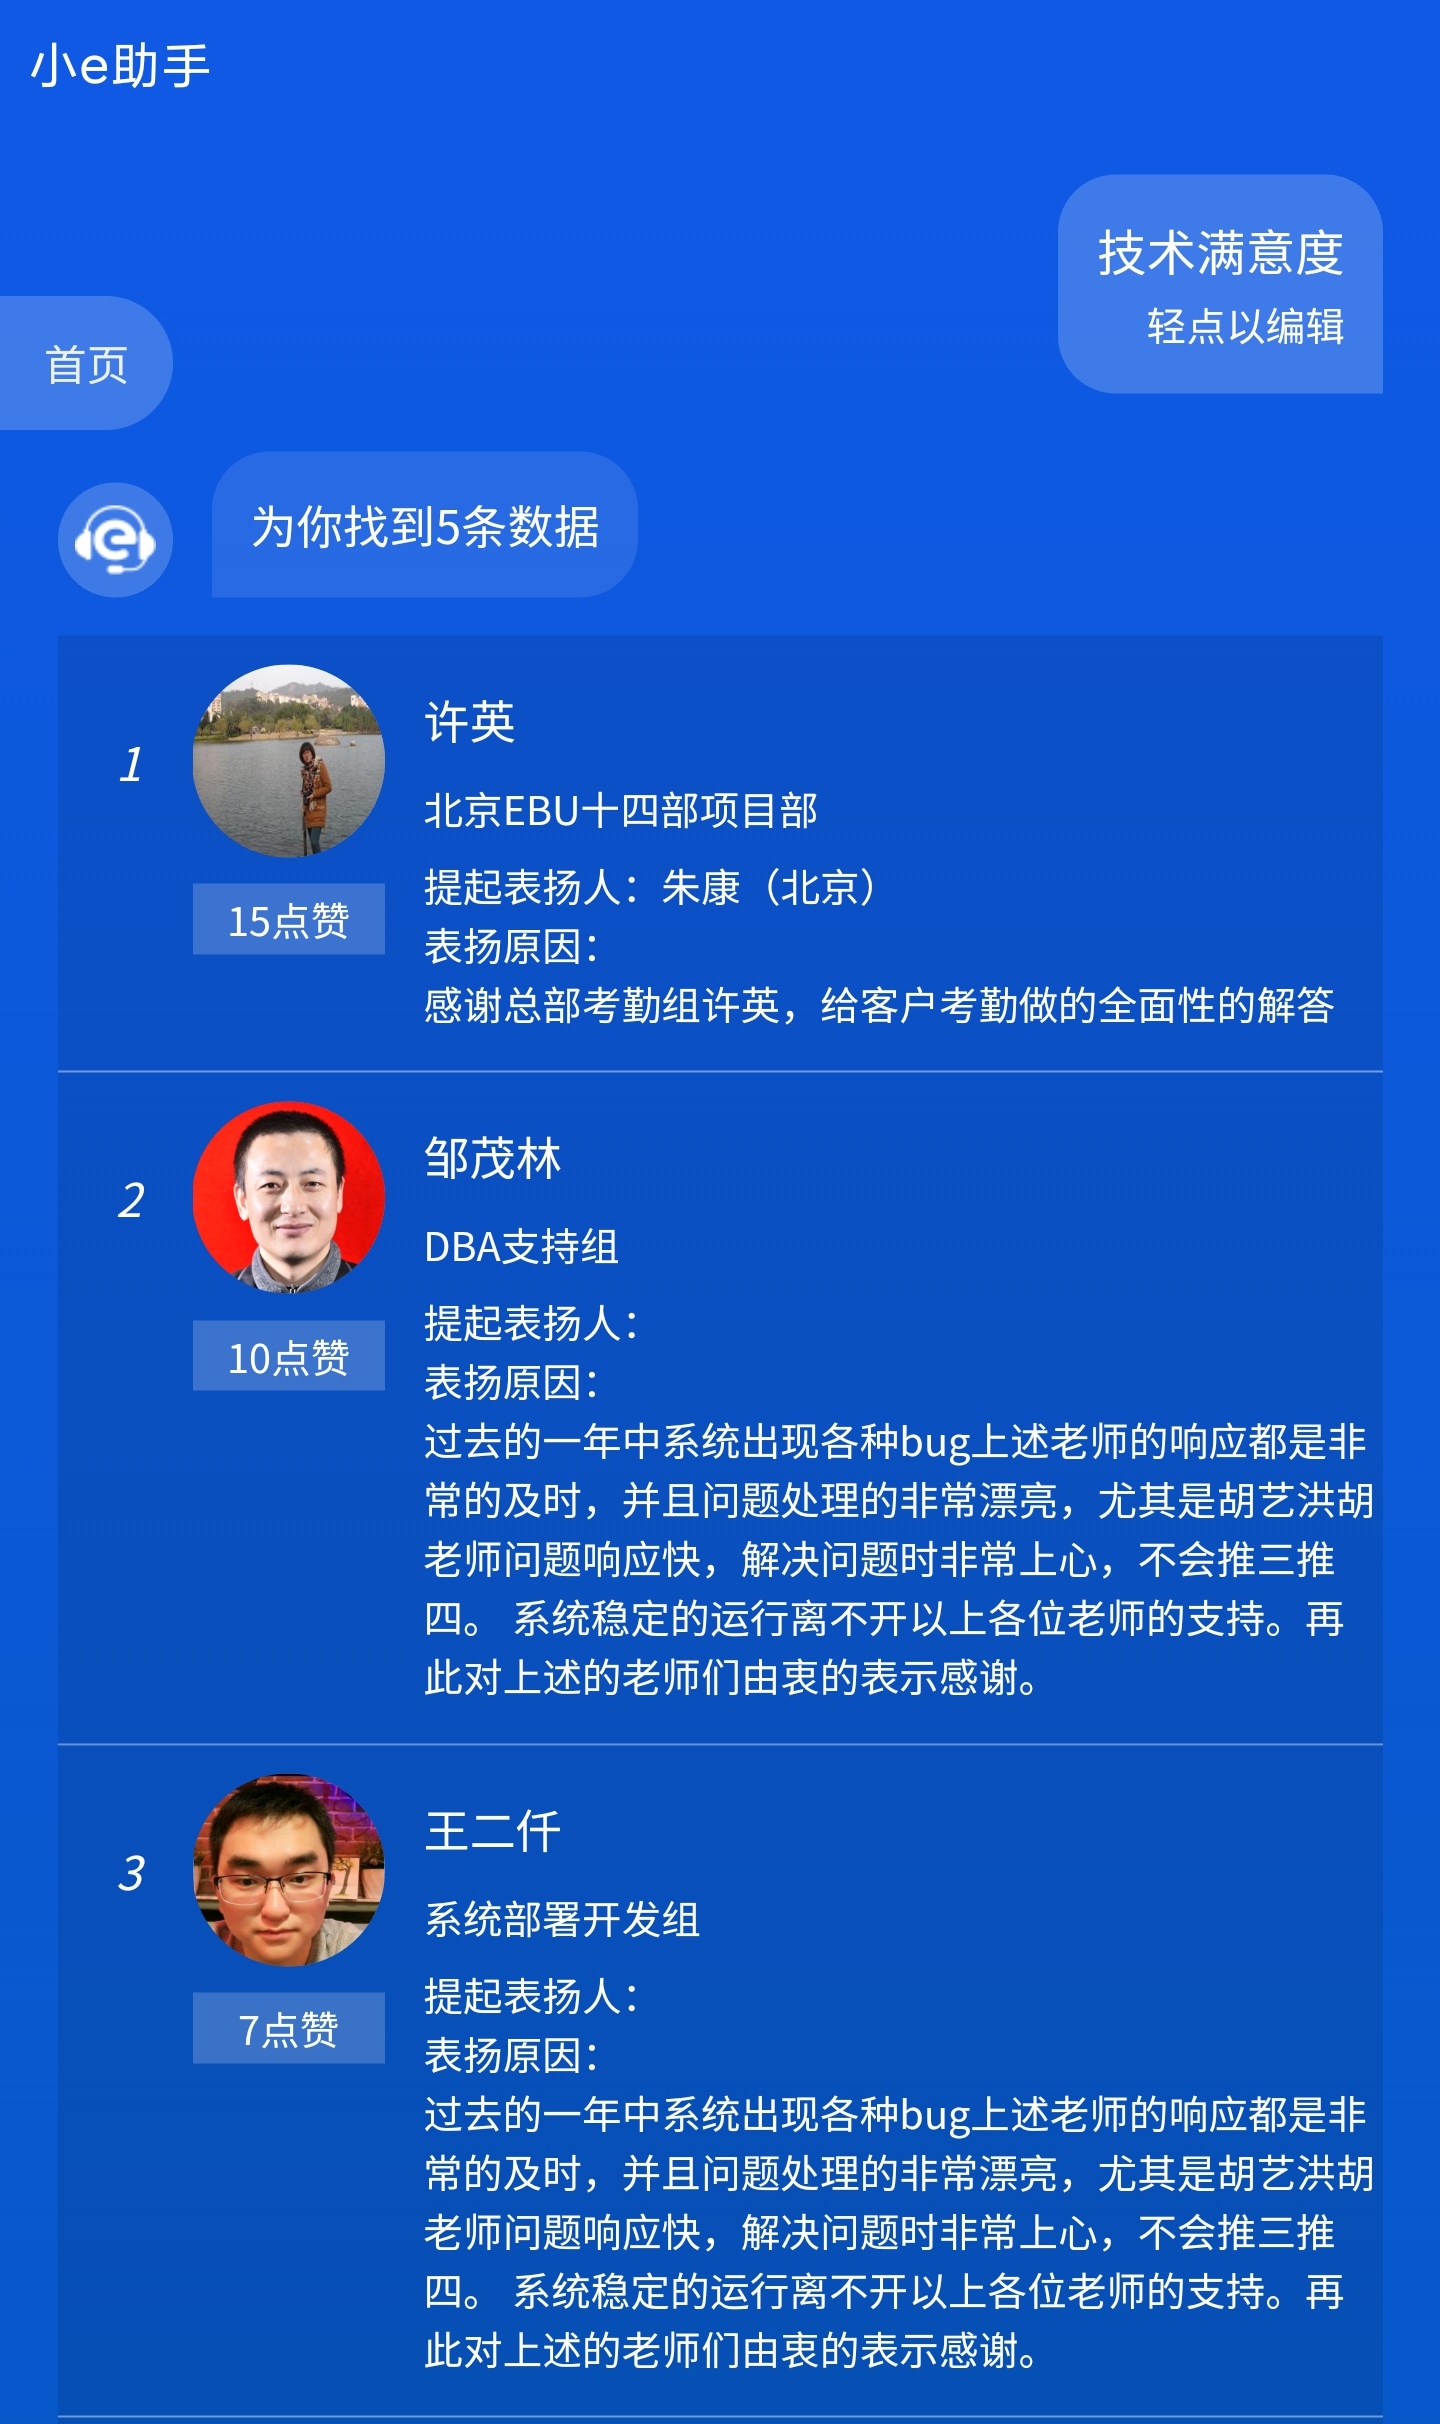 小e助手
技术满意度
轻点以编辑
首页
为你找到5条数据
1
许英
北京EBU十四部项目部
15点赞
提起表扬人：朱康（北京）
表扬原因：
感谢总部考勤组许英，给客户考勤做的全面性的解答
2
邹茂林
DBA支持组
10点赞
提起表扬人：
表扬原因：
过去的一年中系统出现各种bug上述老师的响应都是非
常的及时，并且问题处理的非常漂亮，尤其是胡艺洪胡
老师问题响应快，解决问题时非常上心，不会推三推
四。 系统稳定的运行离不开以上各位老师的支持。再
此对上述的老师们由衷的表示感谢。
3
王二仟
系统部署开发组
7点赞
提起表扬人：
表扬原因：
过去的一年中系统出现各种bug上述老师的响应都是非
常的及时，并且问题处理的非常漂亮，尤其是胡艺洪胡
老师问题响应快，解决问题时非常上心，不会推三推
四。 系统稳定的运行离不开以上各位老师的支持。再
此对上述的老师们由衷的表示感谢。